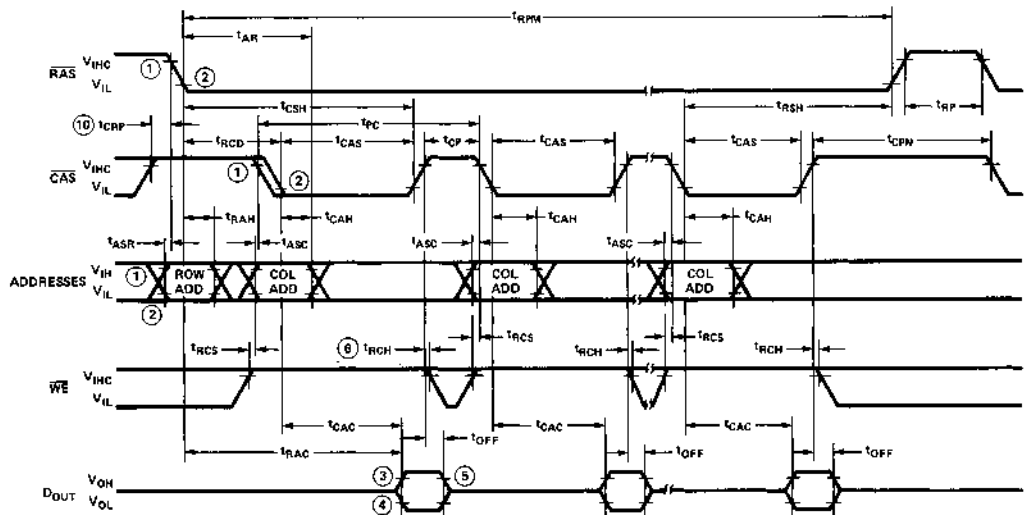 tRPM
tAR
RAS VIHC VIL 1 2
tCSH tRSH tRP
10 tCRP tPC
tRCD tCAS tCP tCAS tCAS tCPN
CAS VIHC VIL 1 2
tRAH tCAH tCAH tCAH
tASR tASC tASC tASC
ADDRESSES VIH VIL 1 2
ROW ADD COL ADD COL ADD COL ADD
tRCS 6 tRCH tRCS tRCH tRCS tRCH
WE VIHC VIL
tCAC tCAC tCAC
tRAC tOFF tOFF tOFF
DOUT VOH VOL 3 4 5